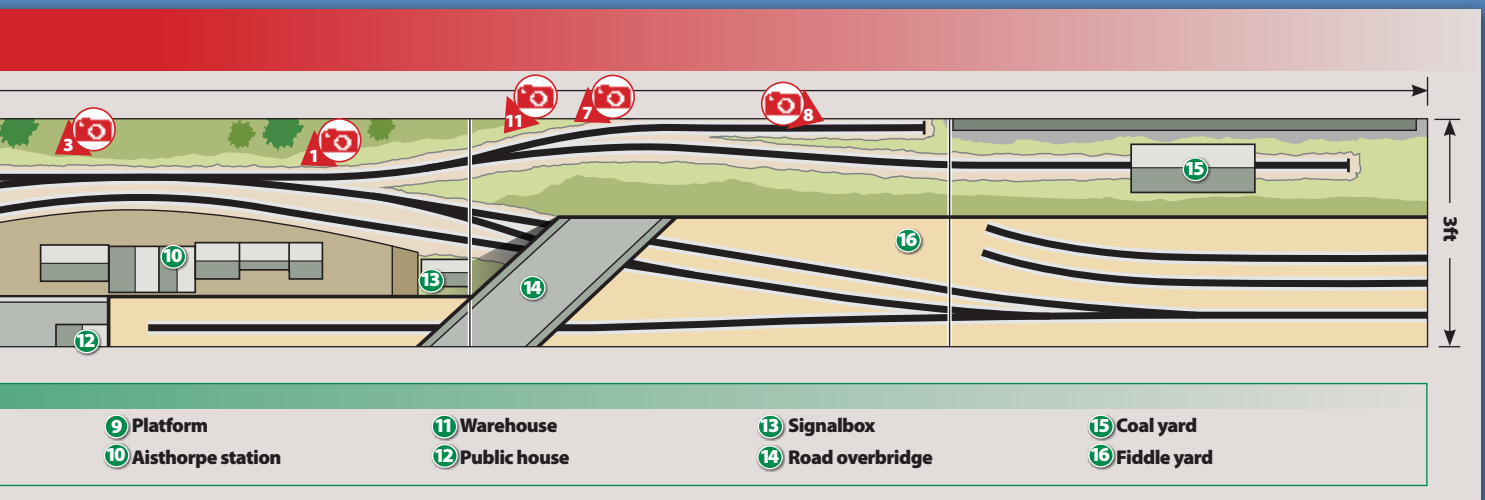 11 7 8
3 1
15
3ft
16
10
13 14
12
9 Platform 11 Warehouse 13 Signalbox 15 Coal yard
10 Aisthorpe station 12 Public house 14 Road overbridge 16 Fiddle yard